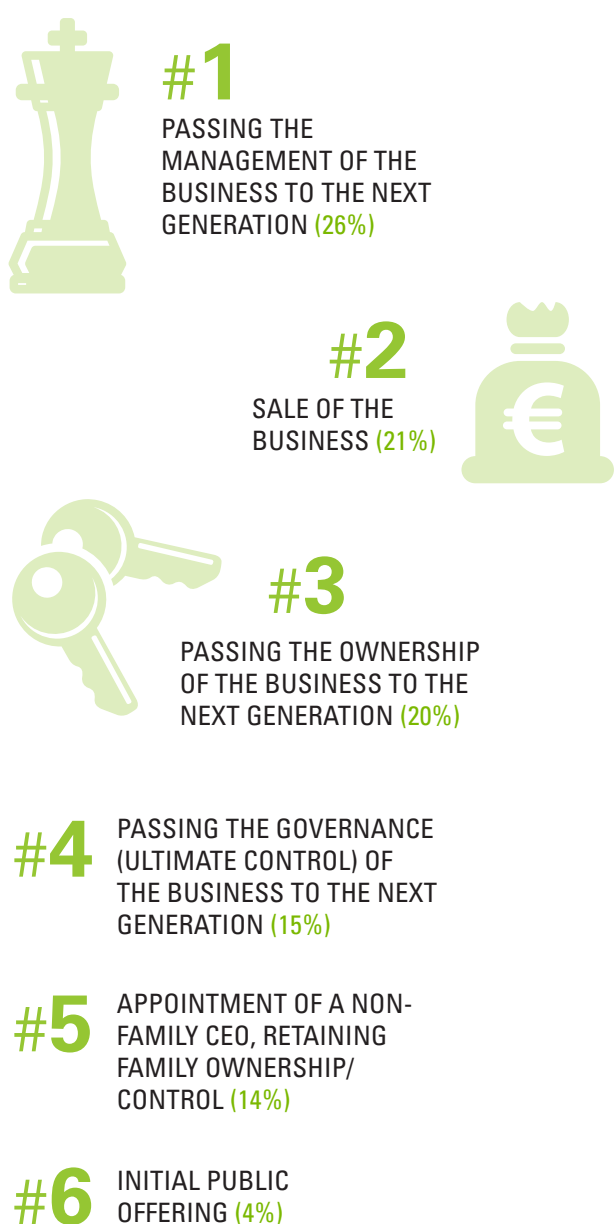 #1
PASSING THE
MANAGEMENT OF THE
BUSINESS TO THE NEXT
GENERATION (26%)
#2
SALE OF THE
BUSINESS (21%)
€
#3
PASSING THE OWNERSHIP
OF THE BUSINESS TO THE
NEXT GENERATION (20%)
#4
PASSING THE GOVERNANCE
(ULTIMATE CONTROL) OF
THE BUSINESS TO THE NEXT
GENERATION (15%)
#5
APPOINTMENT OF A NON-
FAMILY CEO, RETAINING
FAMILY OWNERSHIP/
CONTROL (14%)
#6
INITIAL PUBLIC
OFFERING (4%)